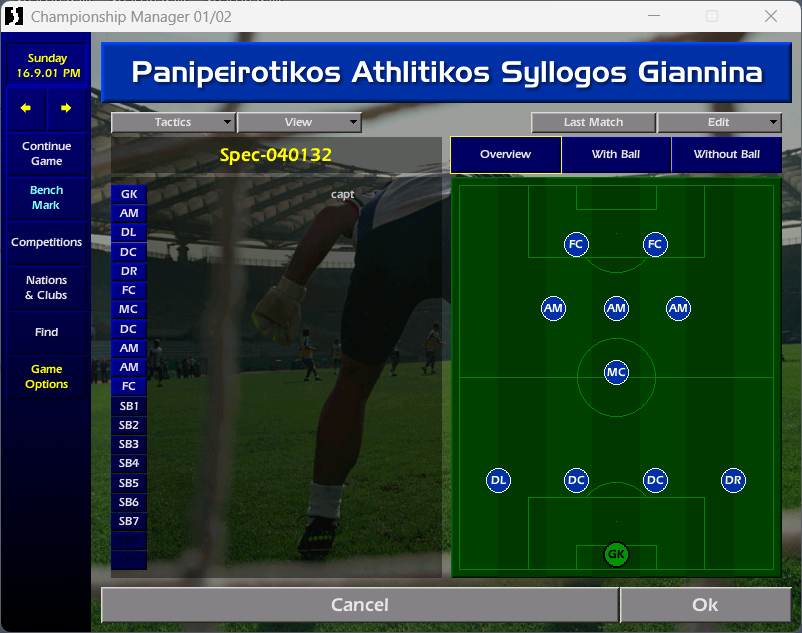 Championship Manager 01/02
Sunday
16.9.01 PM
Continue
Game
Bench
Mark
Competitions
Nations
& Clubs
Find
Game
Options
Panipeirotikos Athlitikos Syllogos Giannina
Tactics
View
Last Match
Edit
Spec-040132
Overview
With Ball
Without Ball
GK capt
AM
DL
DC
DR
FC
MC
DC
AM
AM
FC
SB1
SB2
SB3
SB4
SB5
SB6
SB7
FC FC
AM AM AM
MC
DL DC DC DR
GK
Cancel
Ok